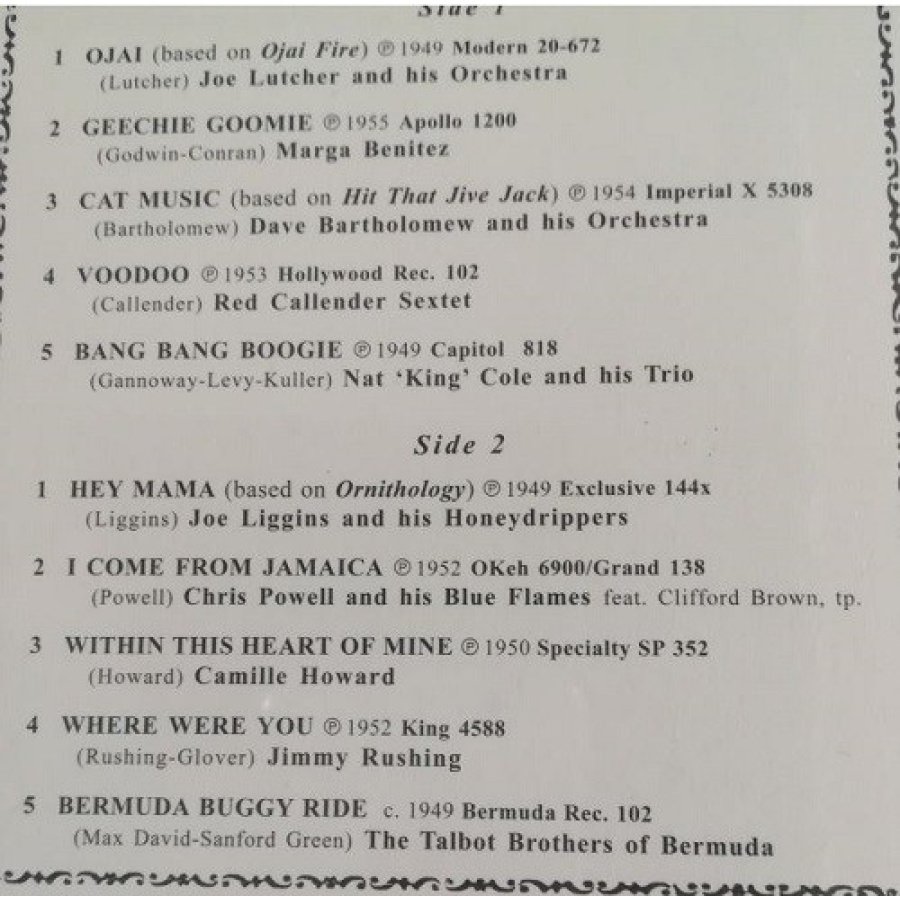 Side 1
1 OJAI (based on Ojai Fire) ℗ 1949 Modern 20-672
(Lutcher) Joe Lutcher and his Orchestra
2 GEECHIE GOOMIE ℗ 1955 Apollo 1200
(Godwin-Conran) Marga Benitez
3 CAT MUSIC (based on Hit That Jive Jack) ℗ 1954 Imperial X 5308
(Bartholomew) Dave Bartholomew and his Orchestra
4 VOODOO ℗ 1953 Hollywood Rec. 102
(Callender) Red Callender Sextet
5 BANG BANG BOOGIE ℗ 1949 Capitol 818
(Gannoway-Levy-Kuller) Nat ‘King’ Cole and his Trio
Side 2
1 HEY MAMA (based on Ornithology) ℗ 1949 Exclusive 144x
(Liggins) Joe Liggins and his Honeydrippers
2 I COME FROM JAMAICA ℗ 1952 OKeh 6900/Grand 138
(Powell) Chris Powell and his Blue Flames feat. Clifford Brown, tp.
3 WITHIN THIS HEART OF MINE ℗ 1950 Specialty SP 352
(Howard) Camille Howard
4 WHERE WERE YOU ℗ 1952 King 4588
(Rushing-Glover) Jimmy Rushing
5 BERMUDA BUGGY RIDE c. 1949 Bermuda Rec. 102
(Max David-Sanford Green) The Talbot Brothers of Bermuda